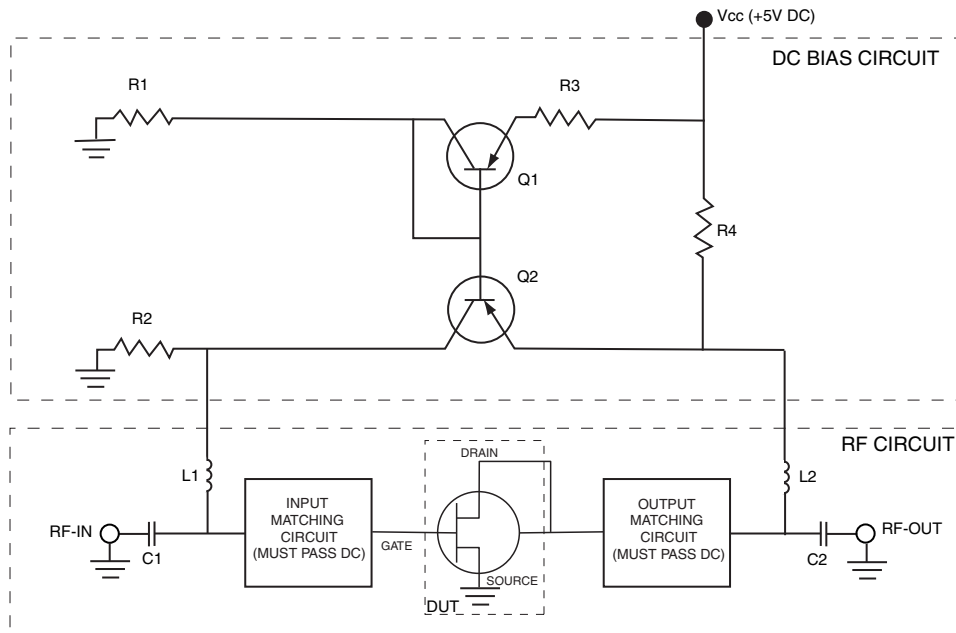 Vcc (+5V DC)
DC BIAS CIRCUIT
R1
R3
Q1
R4
Q2
R2
RF CIRCUIT
DRAIN
L1
L2
INPUT
MATCHING
CIRCUIT
(MUST PASS DC)
OUTPUT
MATCHING
CIRCUIT
(MUST PASS DC)
RF-IN
RF-OUT
C1
GATE
C2
SOURCE
DUT